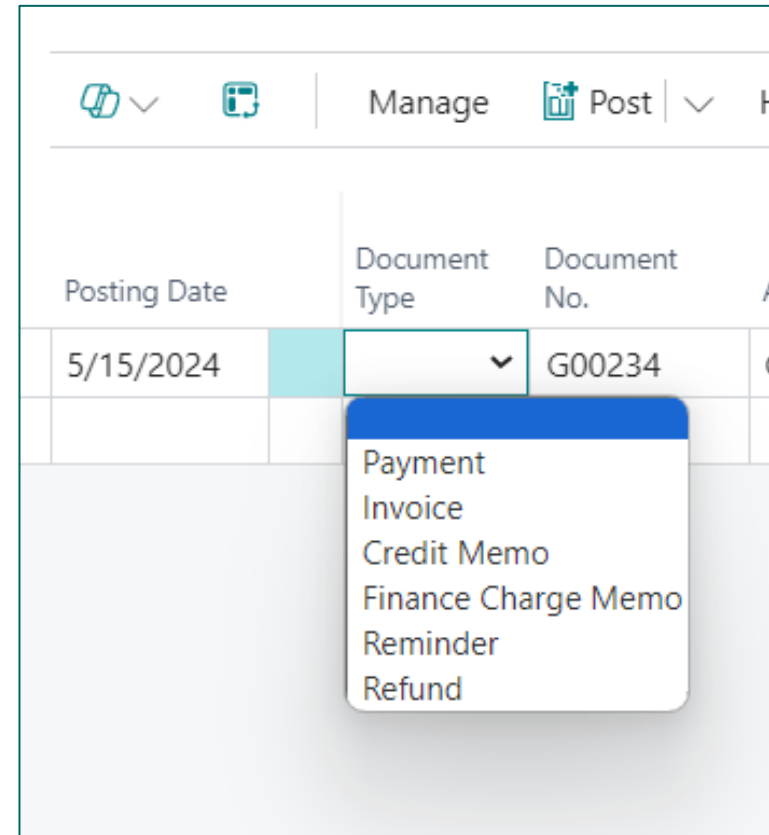 Manage Post
Posting Date Document Type Document No.
5/15/2024 G00234
Payment
Invoice
Credit Memo
Finance Charge Memo
Reminder
Refund